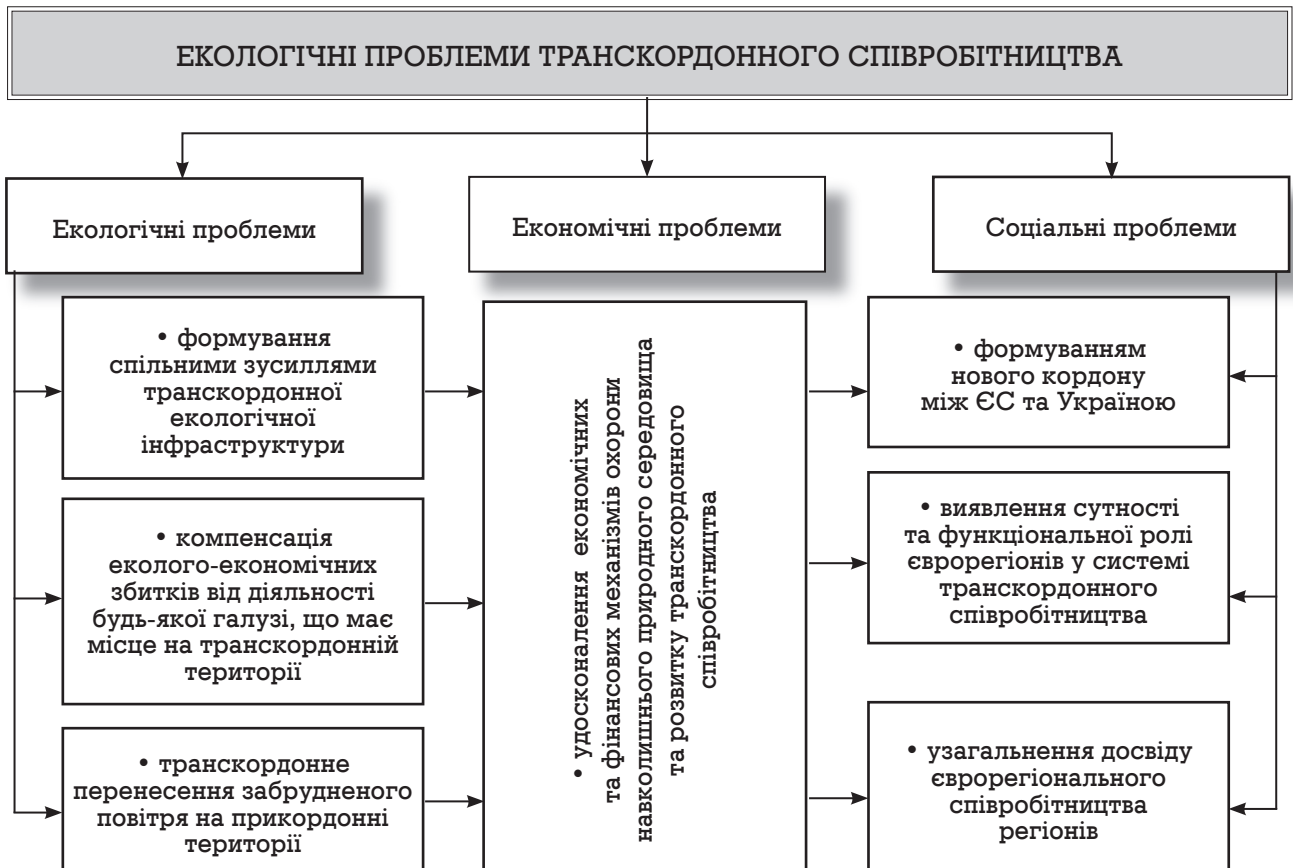 ЕКОЛОГІЧНІ ПРОБЛЕМИ ТРАНСКОРДОННОГО СПІВРОБІТНИЦТВА
Екологічні проблеми
Економічні проблеми
Соціальні проблеми
• формування
спільними зусиллями
транскордонної
екологічної
інфраструктури
• компенсація
еколого-економічних
збитків від діяльності
будь-якої галузі, що має
місце на транскордонній
території
• транскордонне
перенесення забрудненого
повітря на прикордонні
території
• удосконалення економічних
та фінансових механізмів охорони
навколишнього природного середовища
та розвитку транскордонного
співробітництва
• формуванням
нового кордону
між ЄС та Україною
• виявлення сутності
та функціональної ролі
єврорегіонів у системі
транскордонного
співробітництва
• узагальнення досвіду
єврорегіонального
співробітництва
регіонів